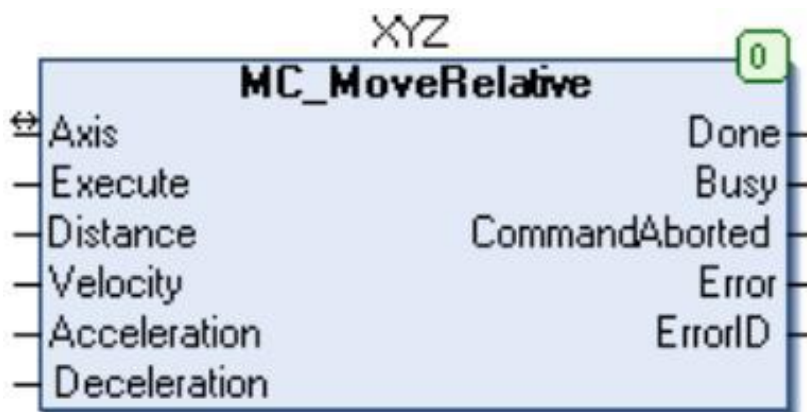 XYZ
0
MC_MoveRelative
Axis Done
Execute Busy
Distance CommandAborted
Velocity Error
Acceleration ErrorID
Deceleration